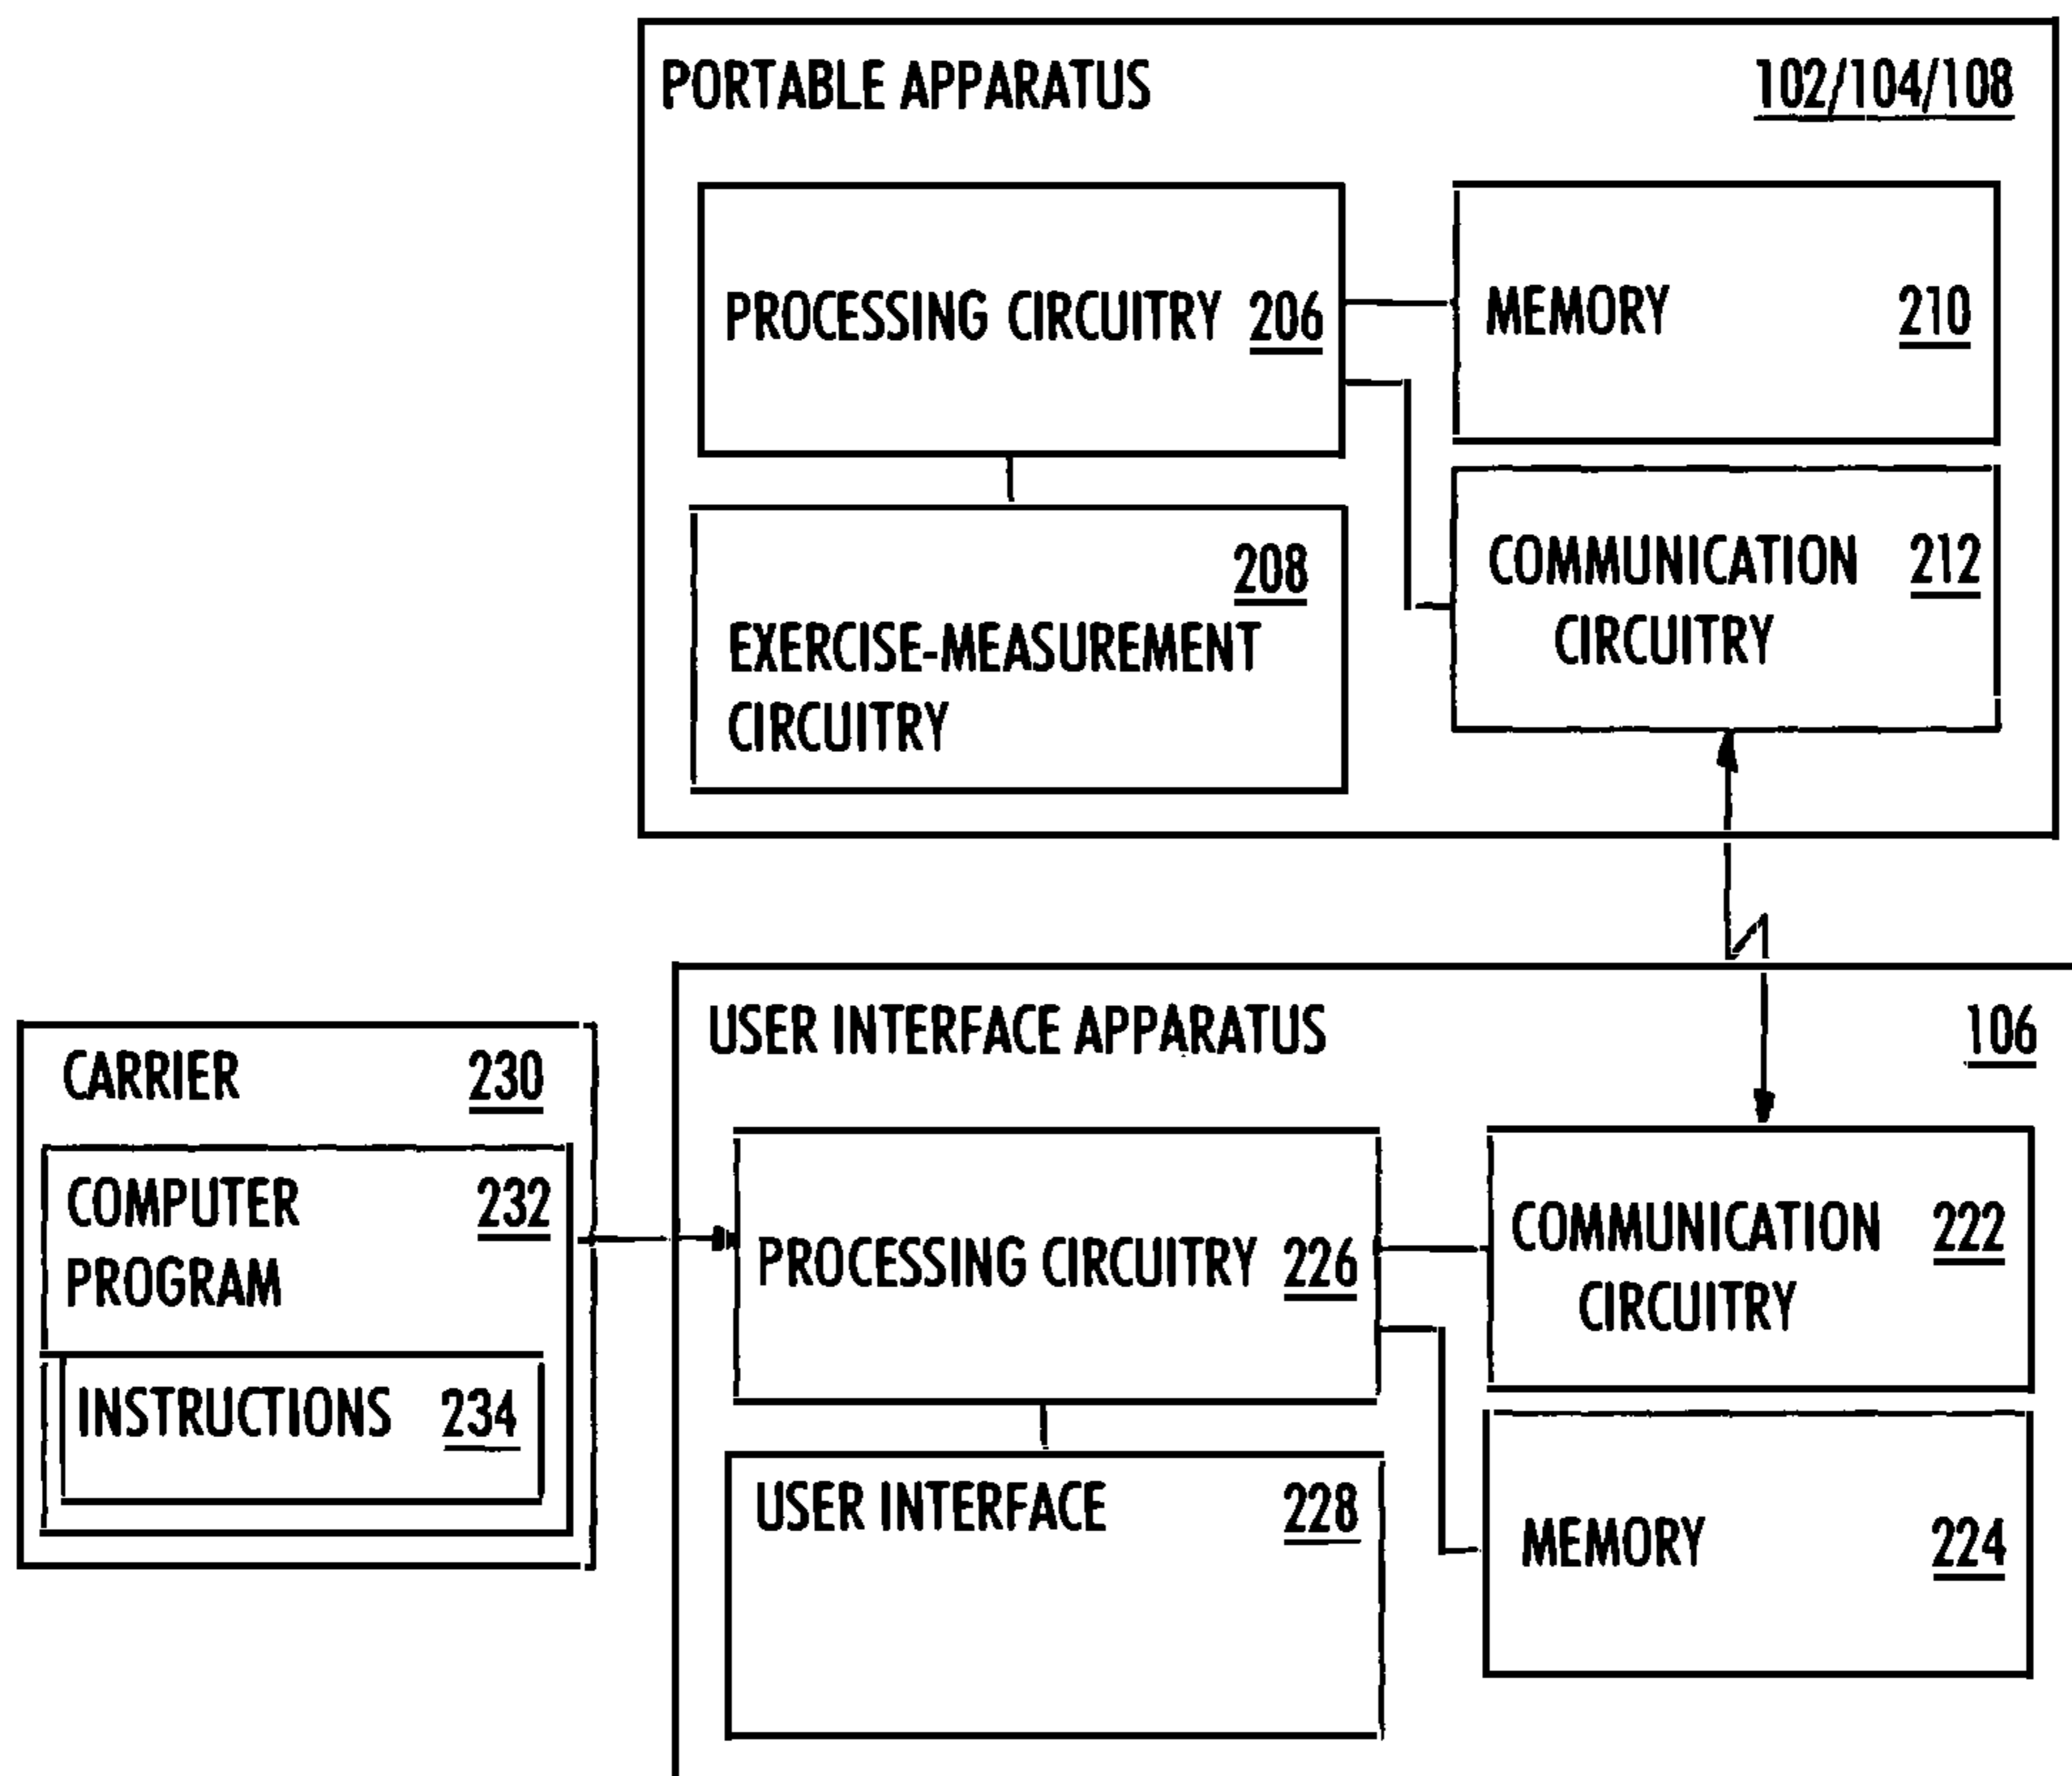 PORTABLE APPARATUS 102/104/108
PROCESSING CIRCUITRY 206
MEMORY 210
208
EXERCISE-MEASUREMENT
CIRCUITRY
COMMUNICATION 212
CIRCUITRY
USER INTERFACE APPARATUS 106
CARRIER 230
COMPUTER 232
PROGRAM
INSTRUCTIONS 234
PROCESSING CIRCUITRY 226
COMMUNICATION 222
CIRCUITRY
USER INTERFACE 228
MEMORY 224